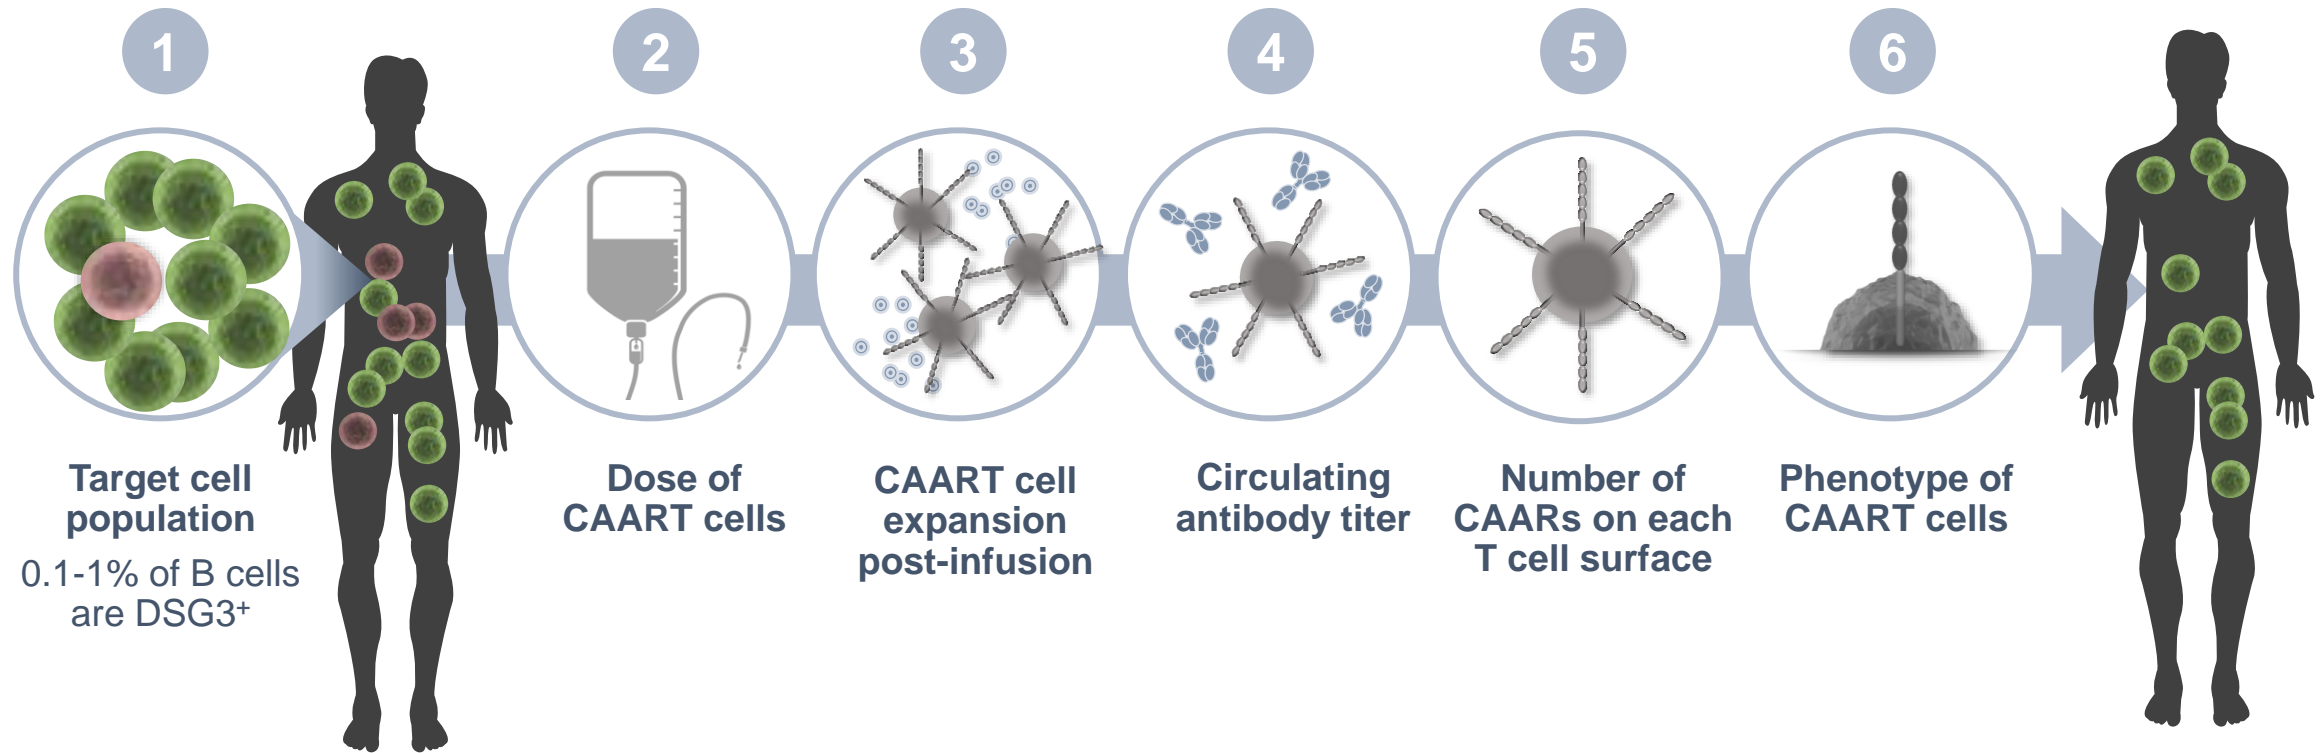 1
2
3
4
5
6
Target cell
population
0.1-1% of B cells
are DSG3⁺
Dose of
CAART cells
CAART cell
expansion
post-infusion
Circulating
antibody titer
Number of
CAARs on each
T cell surface
Phenotype of
CAART cells